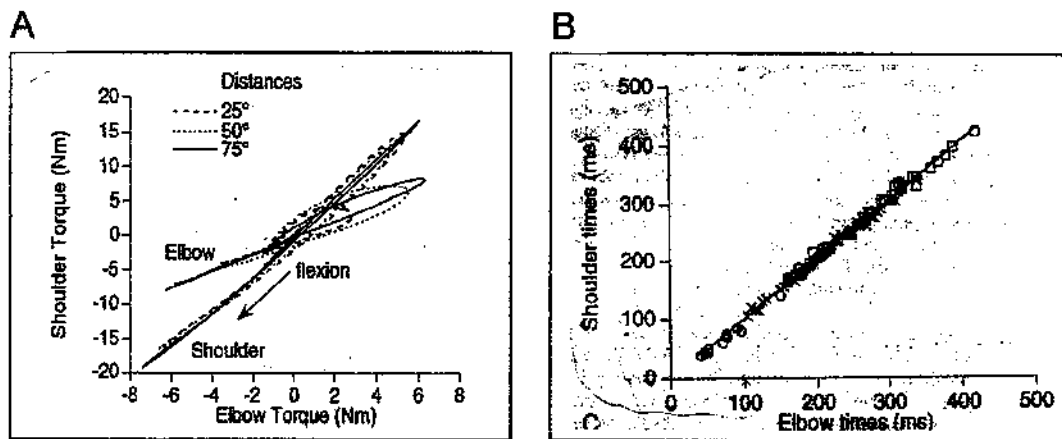 A
Distances
25°
50°
75°
20
15
10
5
0
-5
-10
-15
-20
Shoulder Torque (Nm)
Elbow
flexion
Shoulder
-8 -6 -4 -2 0 2 4 6 8
Elbow Torque (Nm)
B
500
400
300
200
100
0
Shoulder times (ms)
0 100 200 300 400 500
Elbow times (ms)